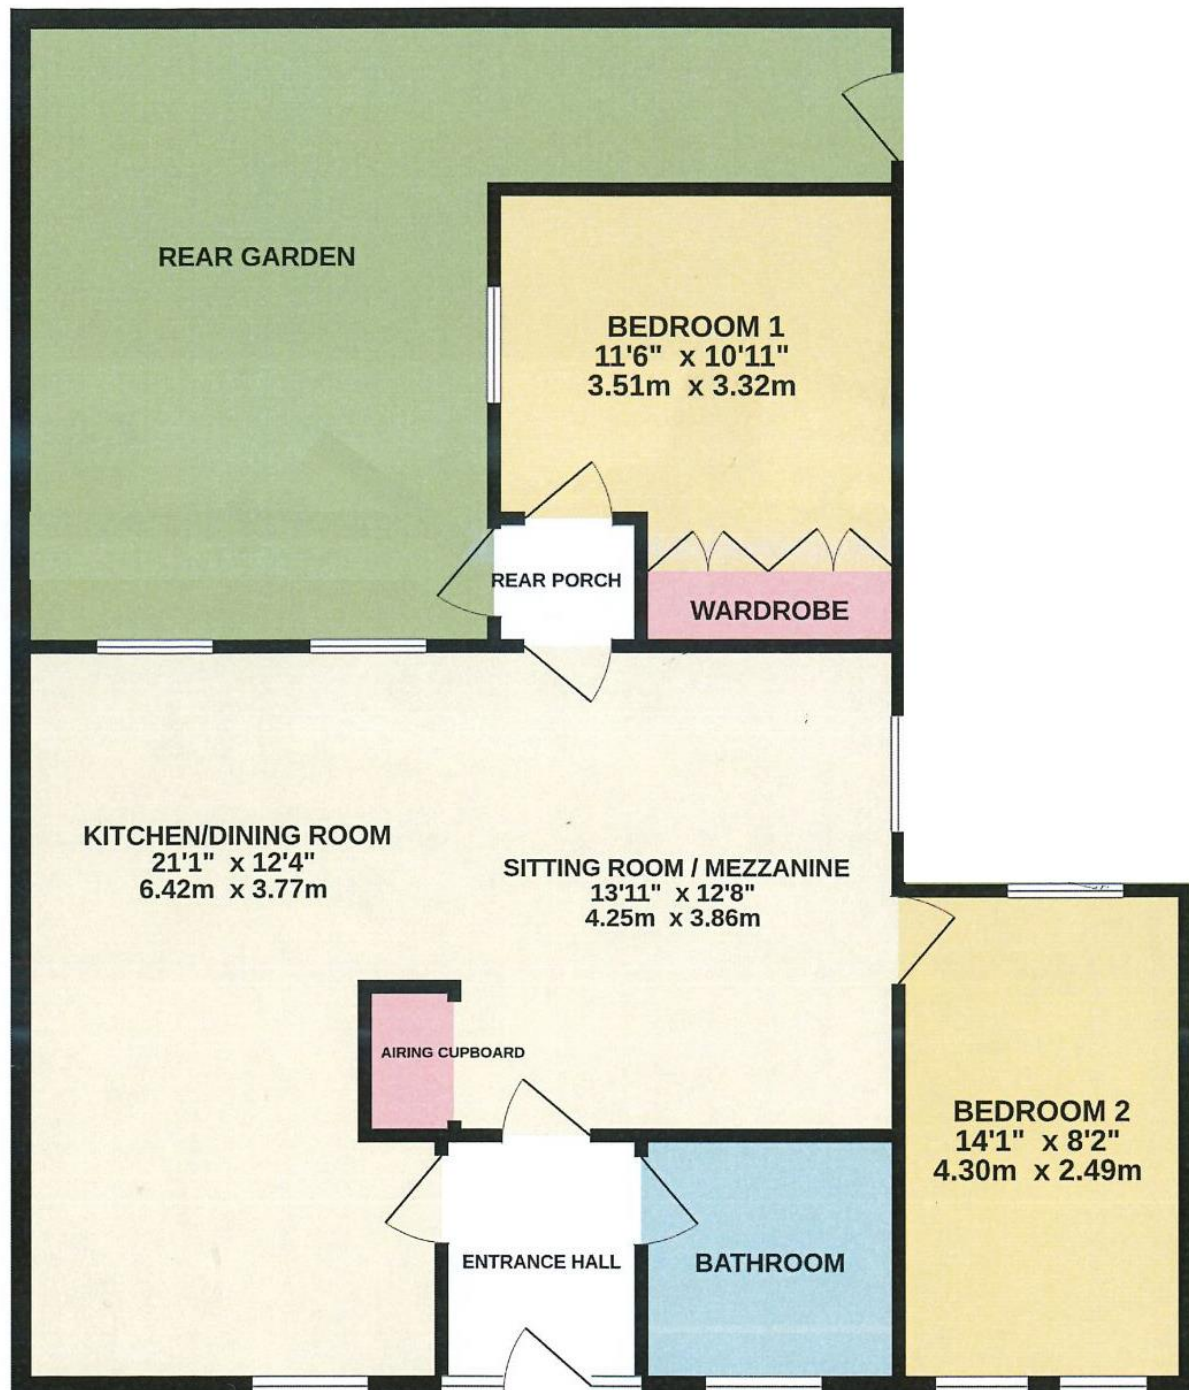 REAR GARDEN
BEDROOM 1
11'6" x 10'11"
3.51m x 3.32m
REAR PORCH
WARDROBE
KITCHEN/DINING ROOM
21'1" x 12'4"
6.42m x 3.77m
SITTING ROOM / MEZZANINE
13'11" x 12'8"
4.25m x 3.86m
AIRING CUPBOARD
BEDROOM 2
14'1" x 8'2"
4.30m x 2.49m
ENTRANCE HALL
BATHROOM